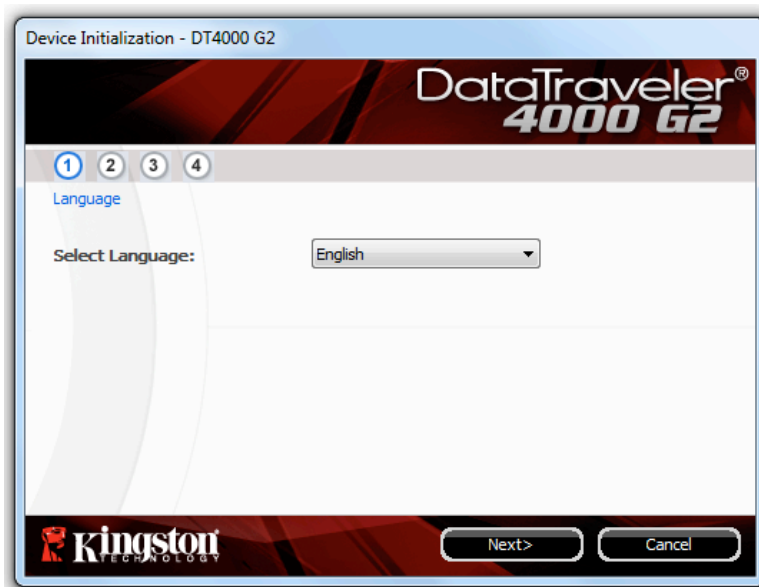 Device Initialization - DT4000 G2
DataTraveler®
4000 G2
1 2 3 4
Language
Select Language: English
Kingston
TECHNOLOGY
Next> Cancel